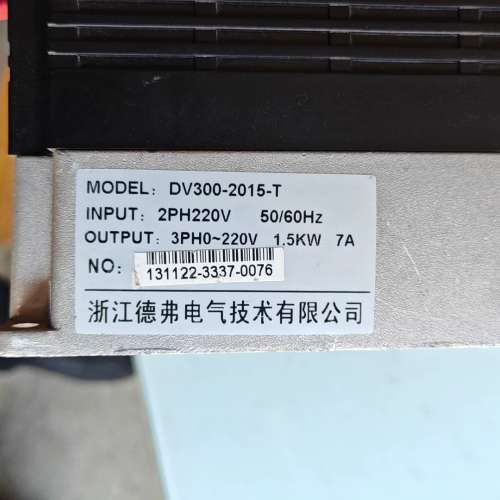 MODEL: DV300-2015-T
INPUT: 2PH220V 50/60Hz
OUTPUT: 3PH0~220V 1.5KW 7A
NO: 131122-3337-0076
浙江德弗电气技术有限公司